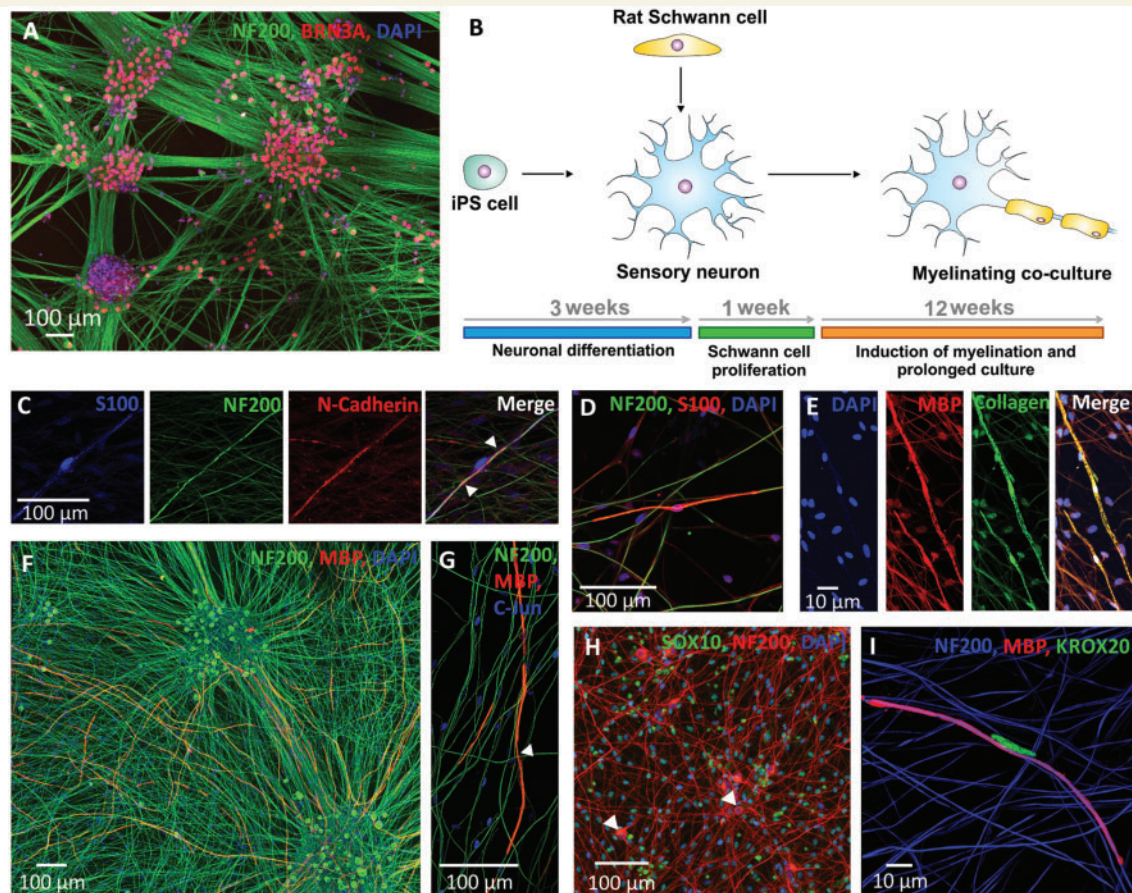 A
NF200, BRN3A, DAPI
100 µm
B
Rat Schwann cell
iPS cell
Sensory neuron
Myelinating co-culture
3 weeks
1 week
12 weeks
Neuronal differentiation
Schwann cell
proliferation
Induction of myelination and
prolonged culture
C
S100
NF200
N-Cadherin
Merge
100 µm
D
NF200, S100, DAPI
100 µm
E
DAPI
MBP
Collagen
Merge
10 µm
F
NF200, MBP, DAPI
100 µm
G
NF200,
MBP,
C-Jun
100 µm
H
SOX10, NF200, DAPI
100 µm
I
NF200, MBP, KROX20
10 µm